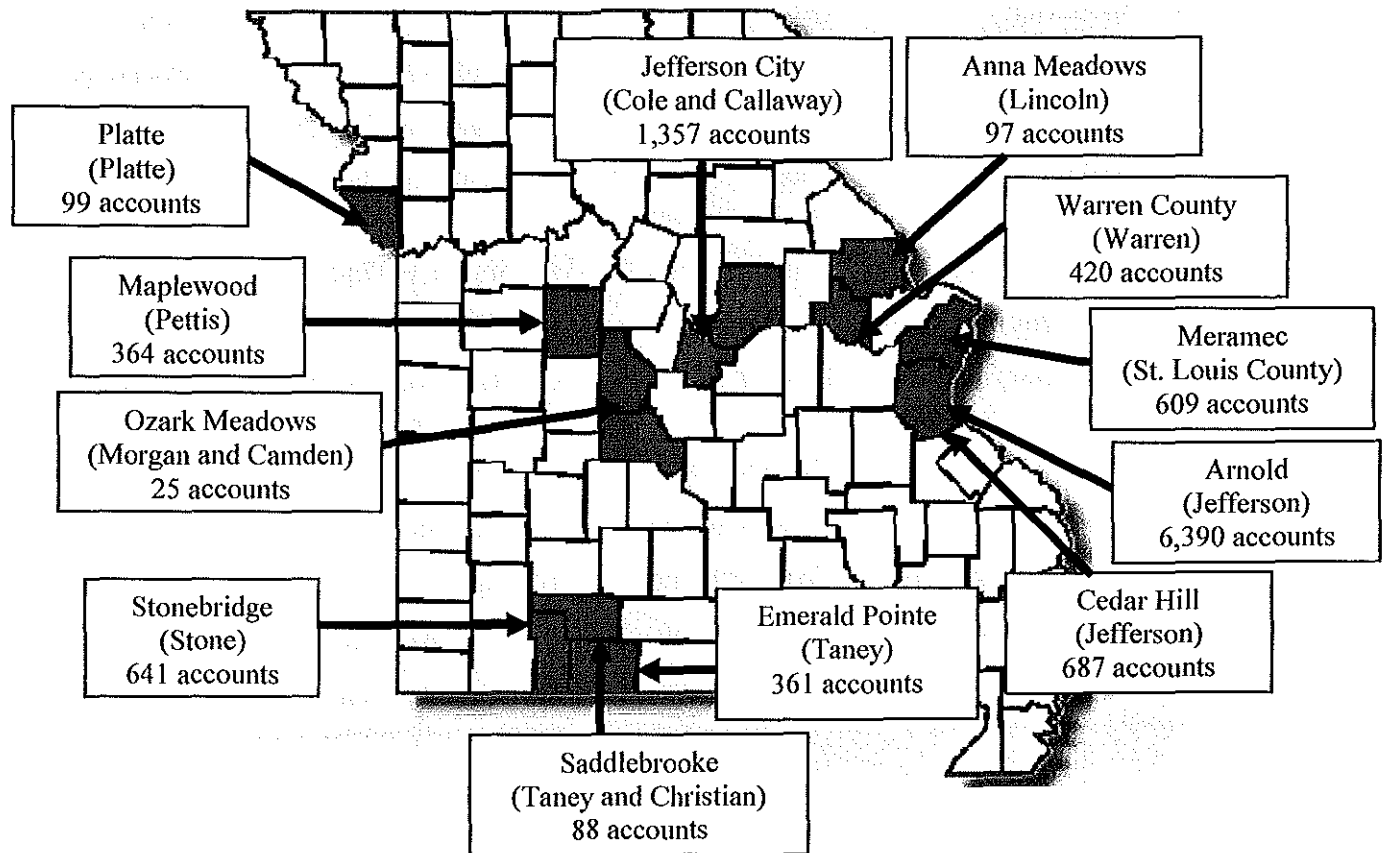 Jefferson City
(Cole and Callaway)
1,357 accounts
Anna Meadows
(Lincoln)
97 accounts
Platte
(Platte)
99 accounts
Warren County
(Warren)
420 accounts
Maplewood
(Pettis)
364 accounts
Meramec
(St. Louis County)
609 accounts
Ozark Meadows
(Morgan and Camden)
25 accounts
Arnold
(Jefferson)
6,390 accounts
Stonebridge
(Stone)
641 accounts
Emerald Pointe
(Taney)
361 accounts
Cedar Hill
(Jefferson)
687 accounts
Saddlebrooke
(Taney and Christian)
88 accounts